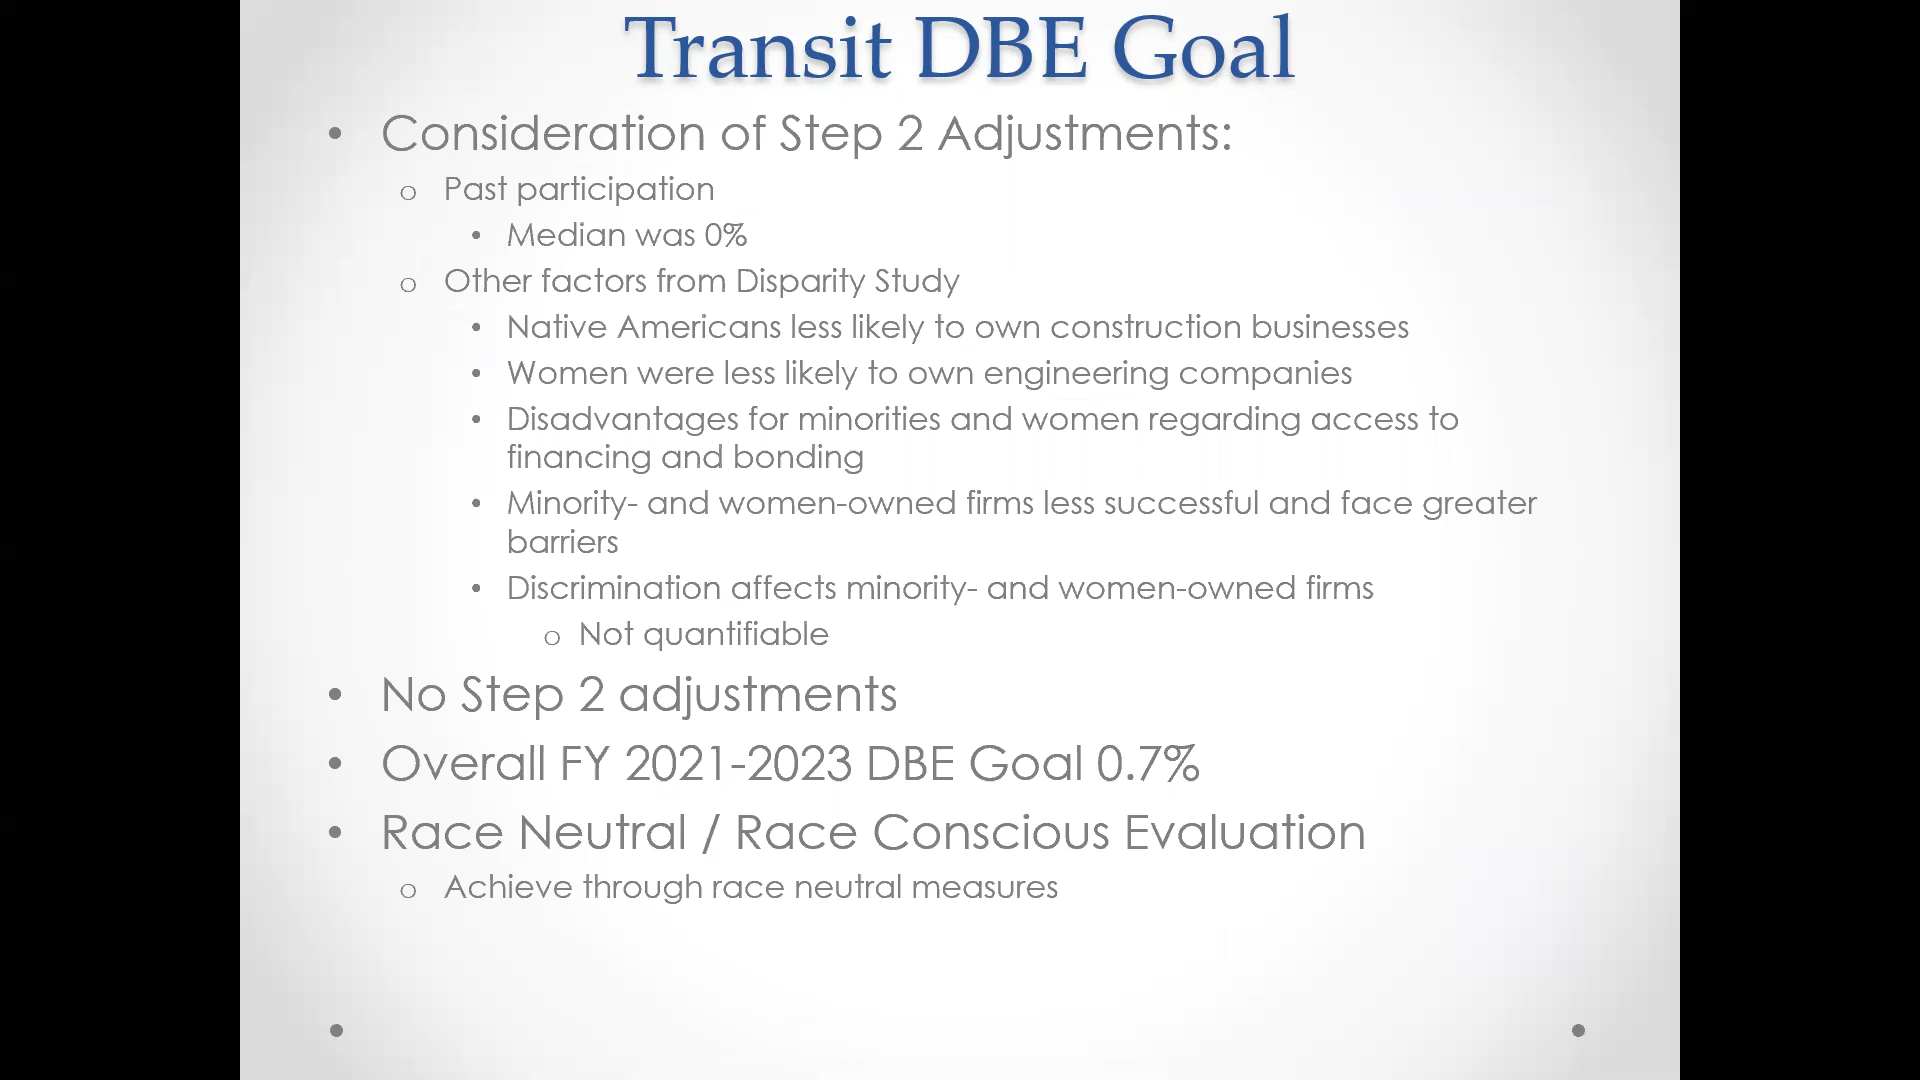 Transit DBE Goal
• Consideration of Step 2 Adjustments:
o Past participation
• Median was 0%
o Other factors from Disparity Study
• Native Americans less likely to own construction businesses
• Women were less likely to own engineering companies
• Disadvantages for minorities and women regarding access to
financing and bonding
• Minority- and women-owned firms less successful and face greater
barriers
• Discrimination affects minority- and women-owned firms
o Not quantifiable
• No Step 2 adjustments
• Overall FY 2021-2023 DBE Goal 0.7%
• Race Neutral / Race Conscious Evaluation
o Achieve through race neutral measures